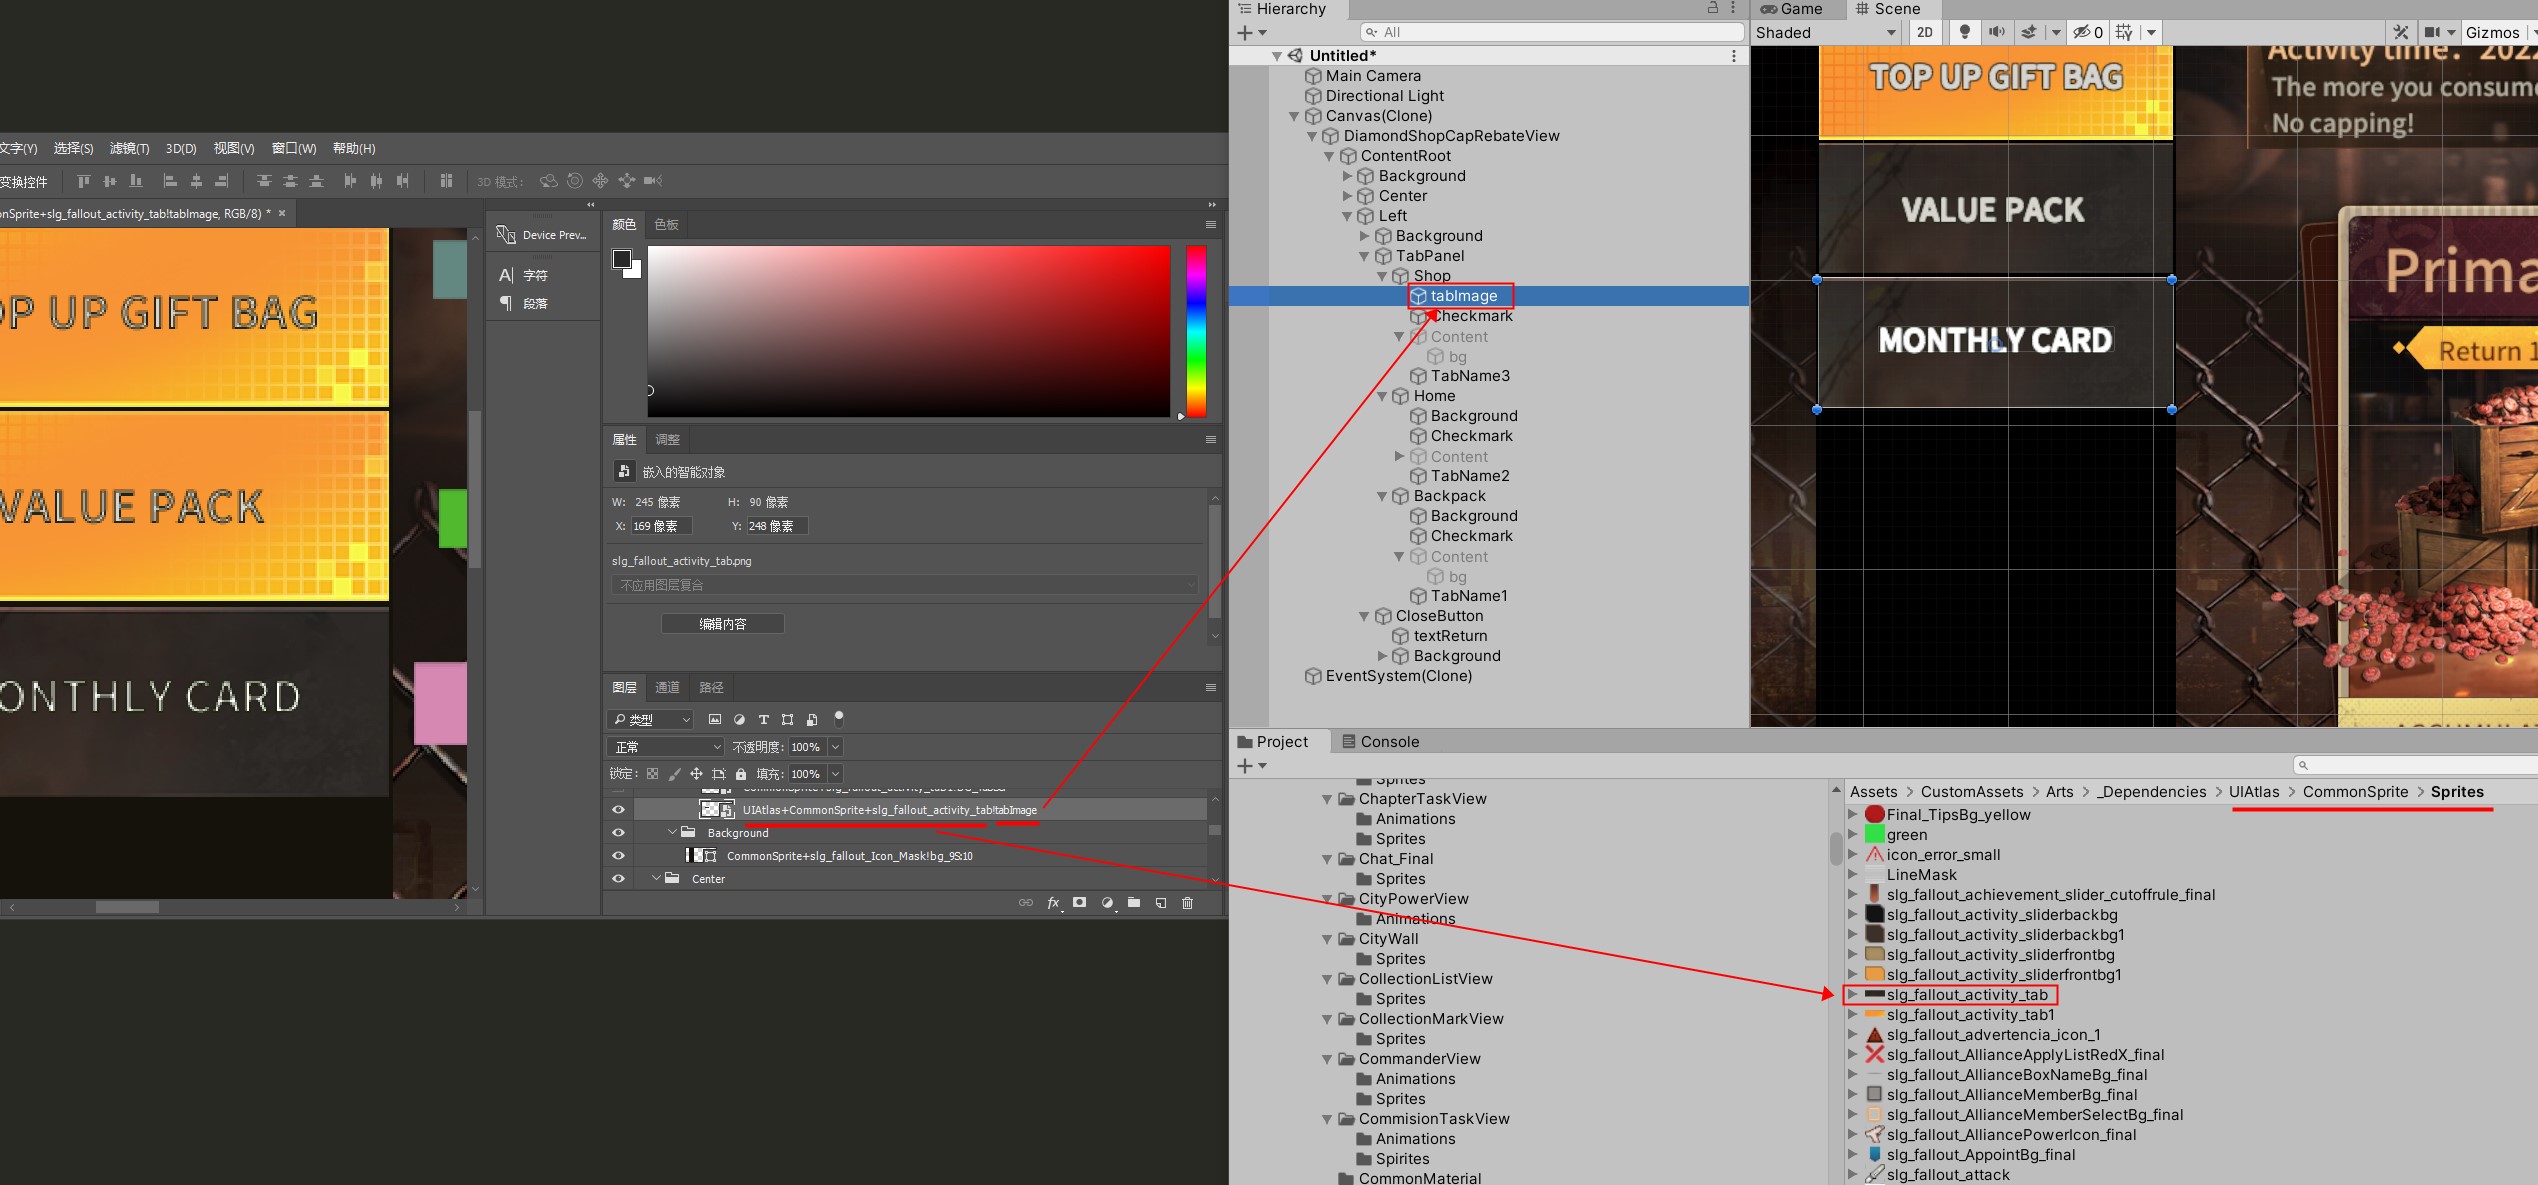 文字(Y) 选择(S) 滤镜(T) 3D(D) 视图(V) 窗口(W) 帮助(H)
变换控件
3D 模式:
nSprite+slg_fallout_activity_tab!tabImage, RGB/8) * ×
OP UP GIFT BAG
VALUE PACK
ONTHLY CARD
Device Prev...
字符
段落
颜色 色板
属性 调整
嵌入的智能对象
W: 245 像素 H: 90 像素
X: 169 像素 Y: 248 像素
slg_fallout_activity_tab.png
不应用图层复合
编辑内容
图层 通道 路径
类型
正常 不透明度: 100%
锁定: 填充: 100%
UIAtlas+CommonSprite+slg_fallout_activity_tab!tabImage
Background
CommonSprite+slg_fallout_Icon_Mask!bg_9S:10
Center
fx
Hierarchy
All
Untitled*
Main Camera
Directional Light
Canvas(Clone)
DiamondShopCapRebateView
ContentRoot
Background
Center
Left
Background
TabPanel
Shop
tabImage
Checkmark
Content
bg
TabName3
Home
Background
Checkmark
Content
TabName2
Backpack
Background
Checkmark
Content
bg
TabName1
CloseButton
textReturn
Background
EventSystem(Clone)
Game Scene
Shaded 2D 0 Gizmos
TOP UP GIFT BAG
VALUE PACK
MONTHLY CARD
Activity time: 2022
The more you consume
No capping!
Prima
Return 1
ACCUMULA
Project Console
Sprites
ChapterTaskView
Animations
Sprites
Chat_Final
Sprites
CityPowerView
Animations
CityWall
Sprites
CollectionListView
Sprites
CollectionMarkView
Sprites
CommanderView
Animations
Sprites
CommisionTaskView
Animations
Spirites
CommonMaterial
Assets > CustomAssets > Arts > _Dependencies > UIAtlas > CommonSprite > Sprites
Final_TipsBg_yellow
green
icon_error_small
LineMask
slg_fallout_achievement_slider_cutoffrule_final
slg_fallout_activity_sliderbackbg
slg_fallout_activity_sliderbackbg1
slg_fallout_activity_sliderfrontbg
slg_fallout_activity_sliderfrontbg1
slg_fallout_activity_tab
slg_fallout_activity_tab1
slg_fallout_advertencia_icon_1
slg_fallout_AllianceApplyListRedX_final
slg_fallout_AllianceBoxNameBg_final
slg_fallout_AllianceMemberBg_final
slg_fallout_AllianceMemberSelectBg_final
slg_fallout_AlliancePowerIcon_final
slg_fallout_AppointBg_final
slg_fallout_attack